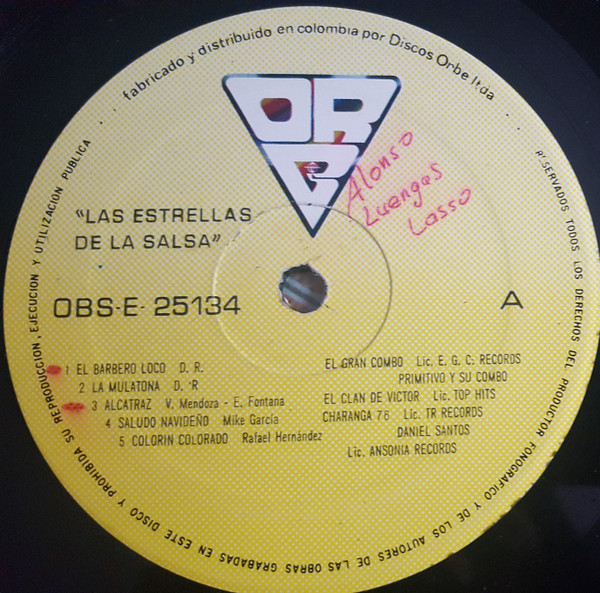 fabricado y distribuido en colombia por Discos Orbe ltda
ORB
Alonso
Luengas
Lasso
"LAS ESTRELLAS
DE LA SALSA"
OBS-E- 25134
A
1 EL BARBERO LOCO D. R.
2 LA MULATONA D. R
3 ALCATRAZ V. Mendoza - E. Fontana
4 SALUDO NAVIDEÑO Mike García
5 COLORIN COLORADO Rafael Hernández
EL GRAN COMBO Lic. E. G. C. RECORDS
PRIMITIVO Y SU COMBO
EL CLAN DE VICTOR Lic. TOP HITS
CHARANGA 76 Lic. TR RECORDS
DANIEL SANTOS
Lic. ANSONIA RECORDS
R'SERVADOS TODOS LOS DERECHOS DEL PRODUCTOR FONOGRAFICO Y DE LOS AUTORES DE LAS OBRAS GRABADAS EN ESTE DISCO Y PROHIBIDA SU REPRODUCCION, EJECUCION Y UTILIZACION PUBLICA